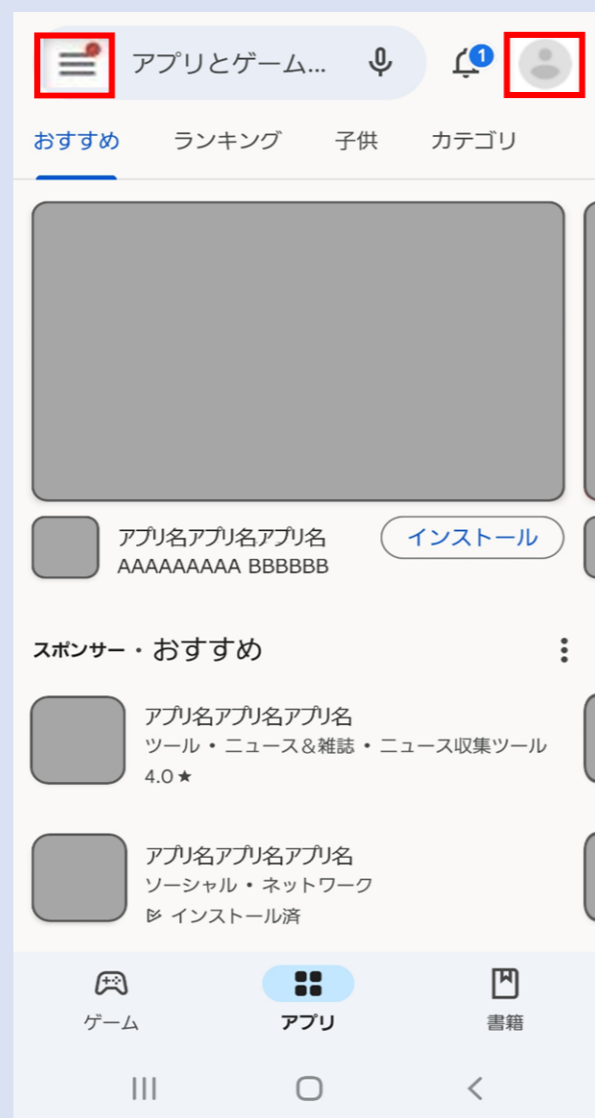 アプリとゲーム...
1
おすすめ ランキング 子供 カテゴリ
アプリ名アプリ名アプリ名
AAAAAAAAA BBBBBB
インストール
スポンサー・おすすめ
アプリ名アプリ名アプリ名
ツール・ニュース&雑誌・ニュース収集ツール
4.0★
アプリ名アプリ名アプリ名
ソーシャル・ネットワーク
インストール済
ゲーム アプリ 書籍